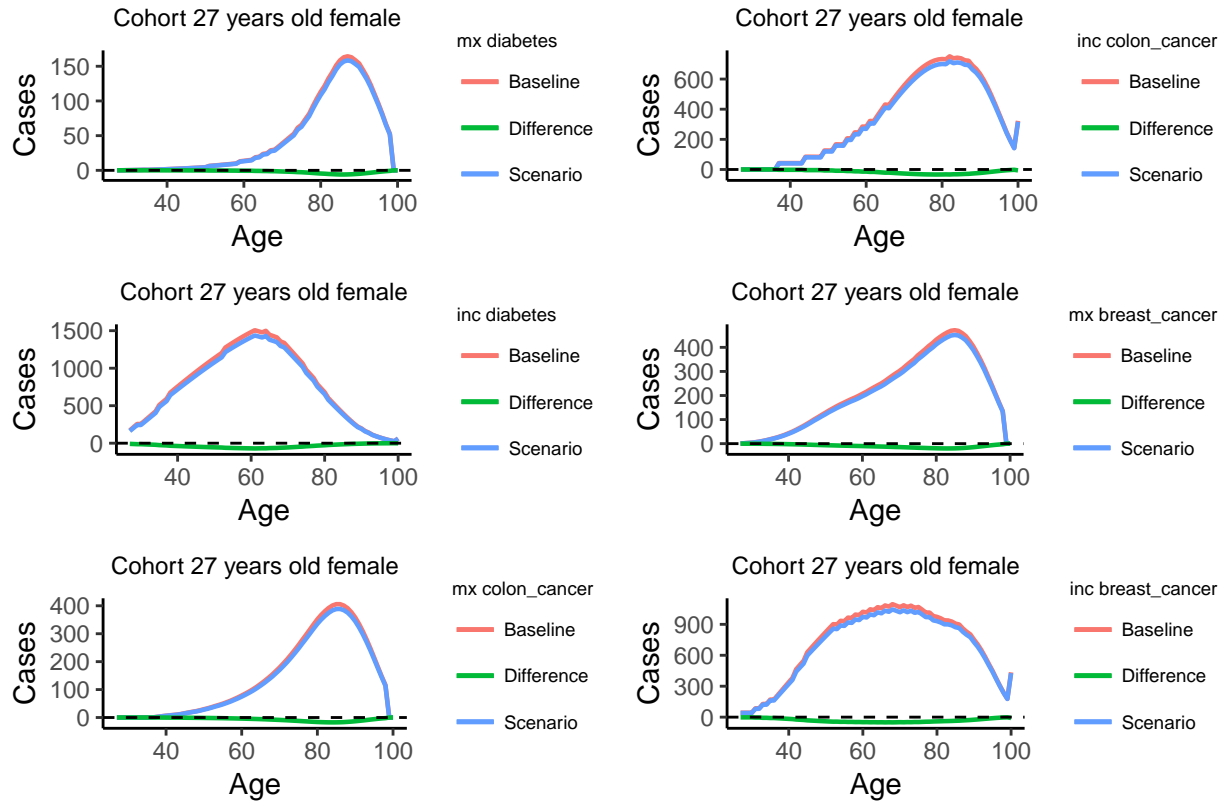 Cohort 27 years old female
mx diabetes
150
100
50
0
Cases
Baseline
Difference
Scenario
40 60 80 100
Age
Cohort 27 years old female
inc colon_cancer
600
400
200
0
Cases
Baseline
Difference
Scenario
40 60 80 100
Age
Cohort 27 years old female
inc diabetes
1500
1000
500
0
Cases
Baseline
Difference
Scenario
40 60 80 100
Age
Cohort 27 years old female
mx breast_cancer
400
300
200
100
0
Cases
Baseline
Difference
Scenario
40 60 80 100
Age
Cohort 27 years old female
mx colon_cancer
400
300
200
100
0
Cases
Baseline
Difference
Scenario
40 60 80 100
Age
Cohort 27 years old female
inc breast_cancer
900
600
300
0
Cases
Baseline
Difference
Scenario
40 60 80 100
Age